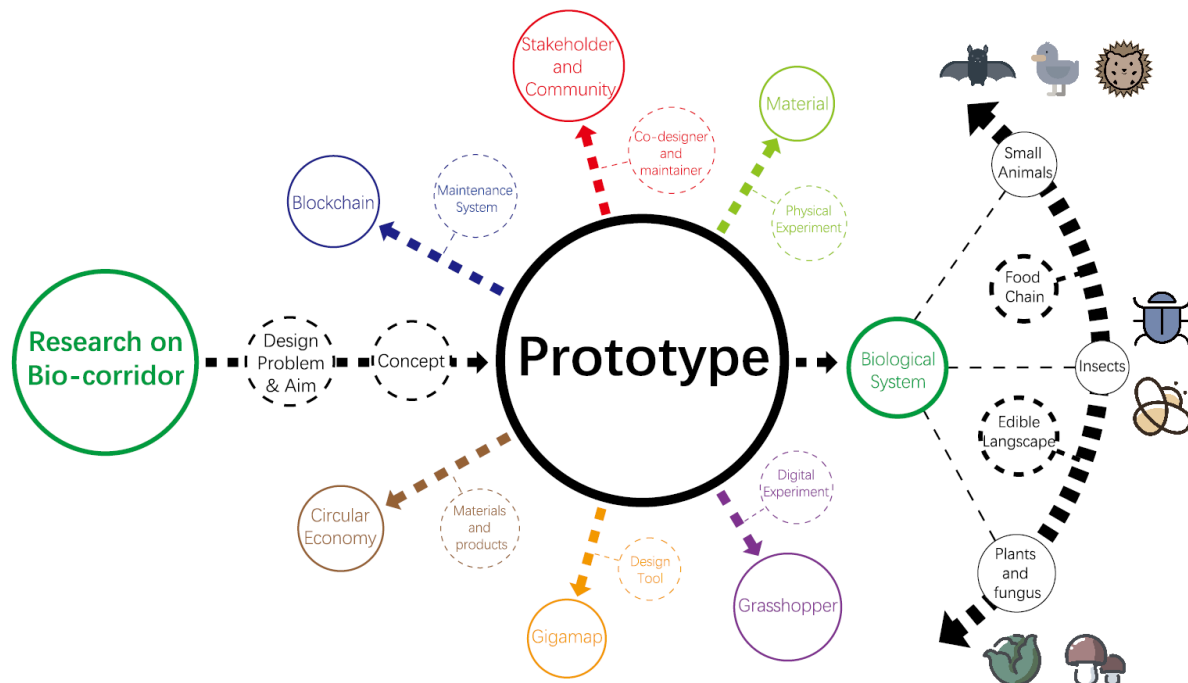 Research on
Bio-corridor
Design
Problem
& Aim
Concept
Prototype
Blockchain
Maintenance
System
Stakeholder
and
Community
Co-designer
and
maintainer
Material
Physical
Experiment
Circular
Economy
Materials
and
products
Gigamap
Design
Tool
Grasshopper
Digital
Experiment
Biological
System
Small
Animals
Food
Chain
Insects
Edible
Langscape
Plants
and
fungus